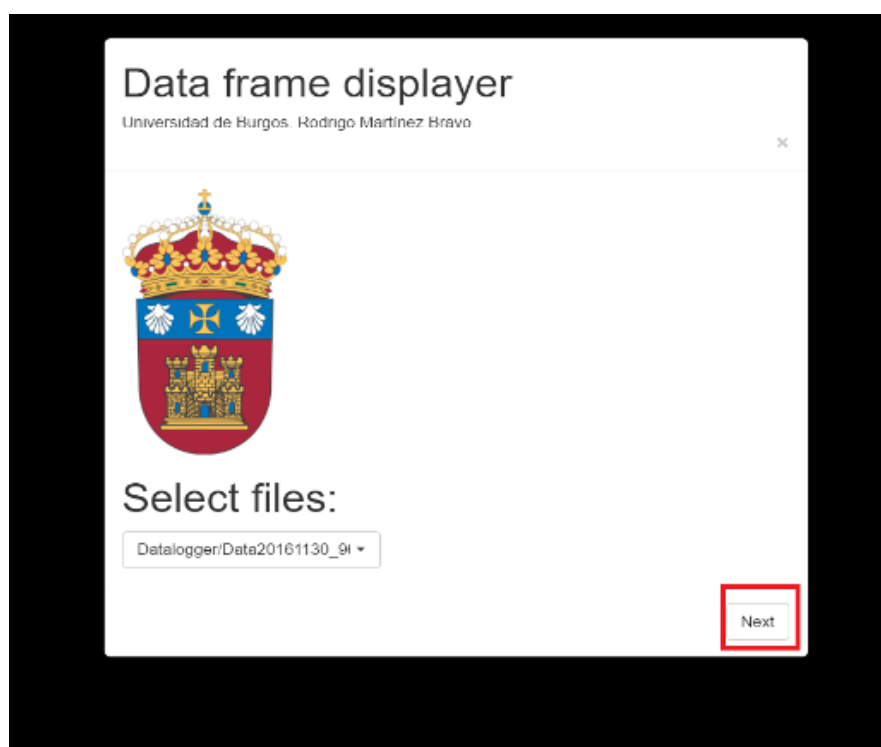 Data frame displayer
Universidad de Burgos. Rodrigo Martínez Bravo
×
Select files:
Datalogger/Data20161130_9
Next